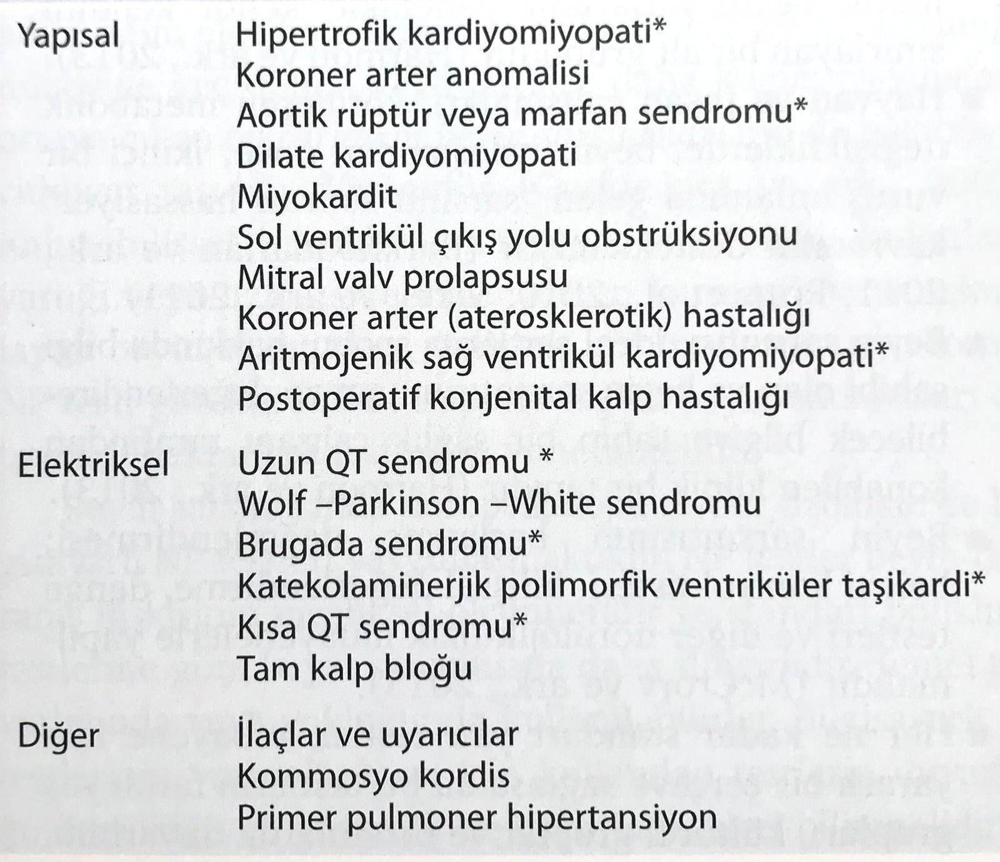 Yapısal Hipertrofik kardiyomiyopati*
Koroner arter anomalisi
Aortik rüptür veya marfan sendromu*
Dilate kardiyomiyopati
Miyokardit
Sol ventrikül çıkış yolu obstrüksiyonu
Mitral valv prolapsusu
Koroner arter (aterosklerotik) hastalığı
Aritmojenik sağ ventrikül kardiyomiyopati*
Postoperatif konjenital kalp hastalığı
Elektriksel Uzun QT sendromu *
Wolf –Parkinson –White sendromu
Brugada sendromu*
Katekolaminerjik polimorfik ventriküler taşikardi*
Kısa QT sendromu*
Tam kalp bloğu
Diğer İlaçlar ve uyarıcılar
Kommosyo kordis
Primer pulmoner hipertansiyon